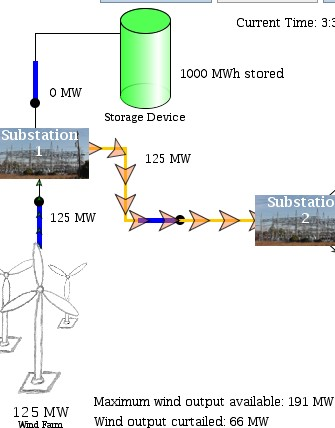 Current Time: 3:3
0 MW
1000 MWh stored
Storage Device
Substation
1
125 MW
125 MW
Substatio
2
125 MW
Wind Farm
Maximum wind output available: 191 MW
Wind output curtailed: 66 MW